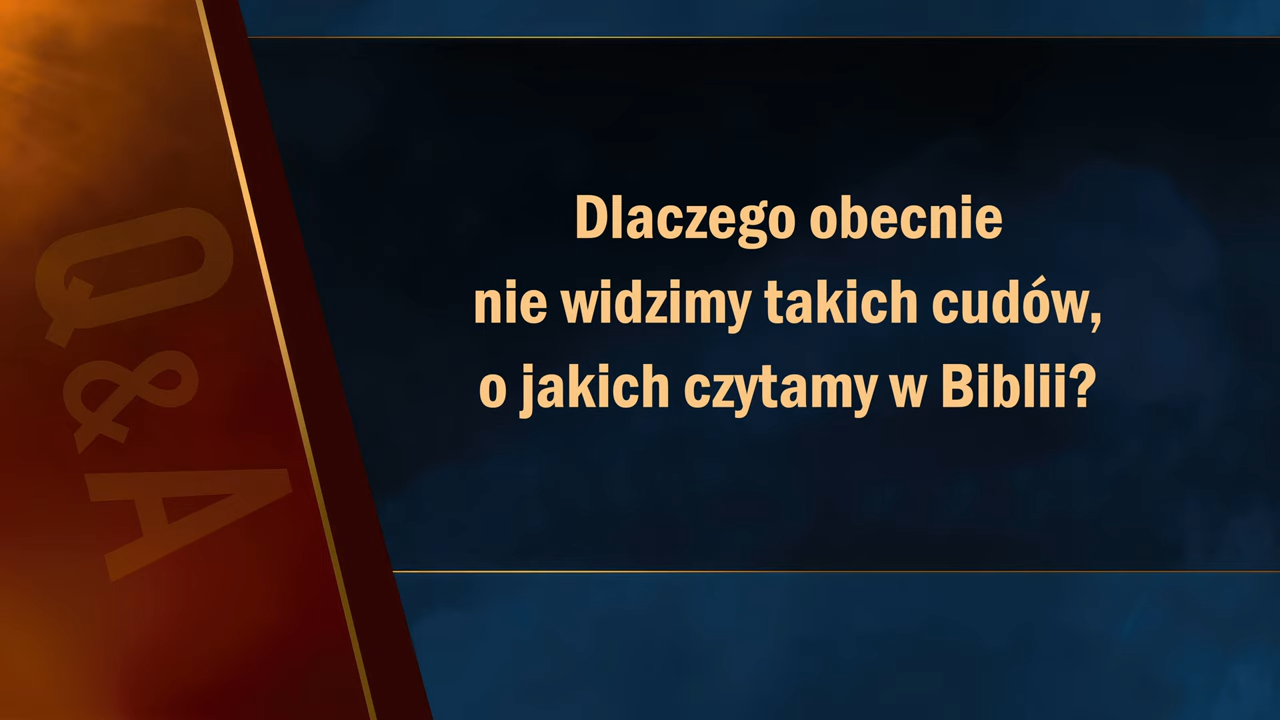 Q&A
Dlaczego obecnie
nie widzimy takich cudów,
o jakich czytamy w Biblii?